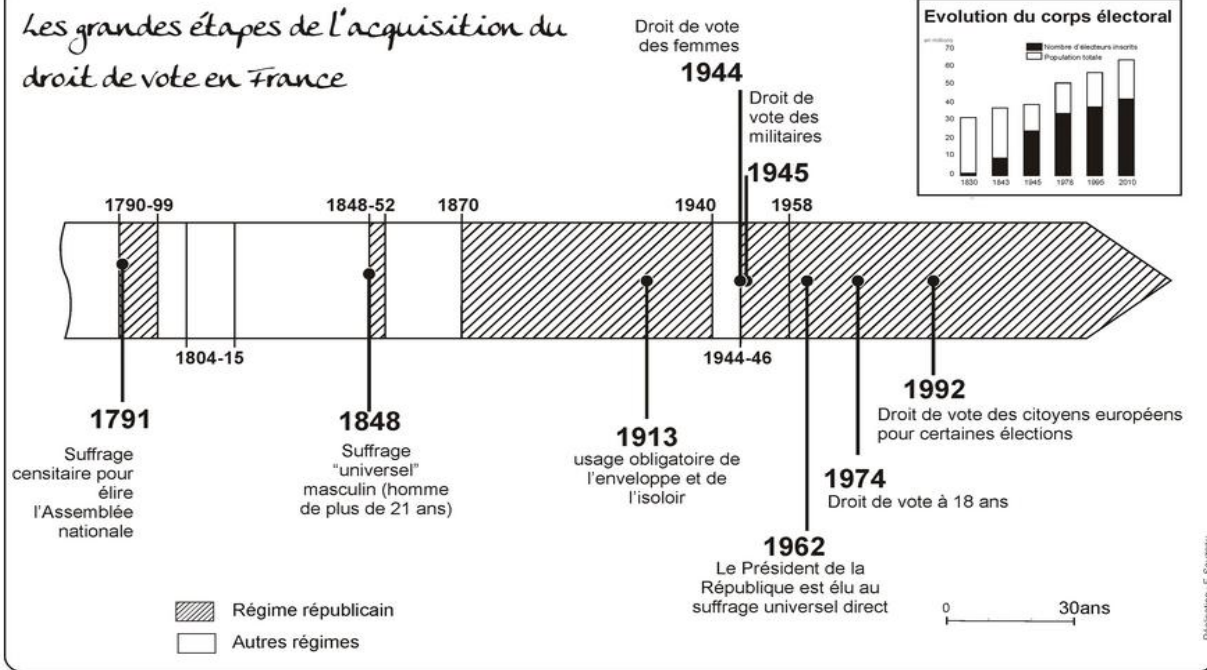 Les grandes étapes de l'acquisition du
droit de vote en France
Droit de vote
des femmes
1944
Droit de
vote des
militaires
1945
Evolution du corps électoral
en millions
70
60
50
40
30
20
10
0
Nombre d'électeurs inscrits
Population totale
1830
1843
1945
1978
1995
2010
1790-99
1848-52
1870
1940
1958
1804-15
1944-46
1791
Suffrage
censitaire pour
élire
l'Assemblée
nationale
1848
Suffrage
"universel"
masculin (homme
de plus de 21 ans)
1913
usage obligatoire de
l'enveloppe et de
l'isoloir
1962
Le Président de la
République est élu au
suffrage universel direct
1974
Droit de vote à 18 ans
1992
Droit de vote des citoyens européens
pour certaines élections
Régime républicain
Autres régimes
0
30ans